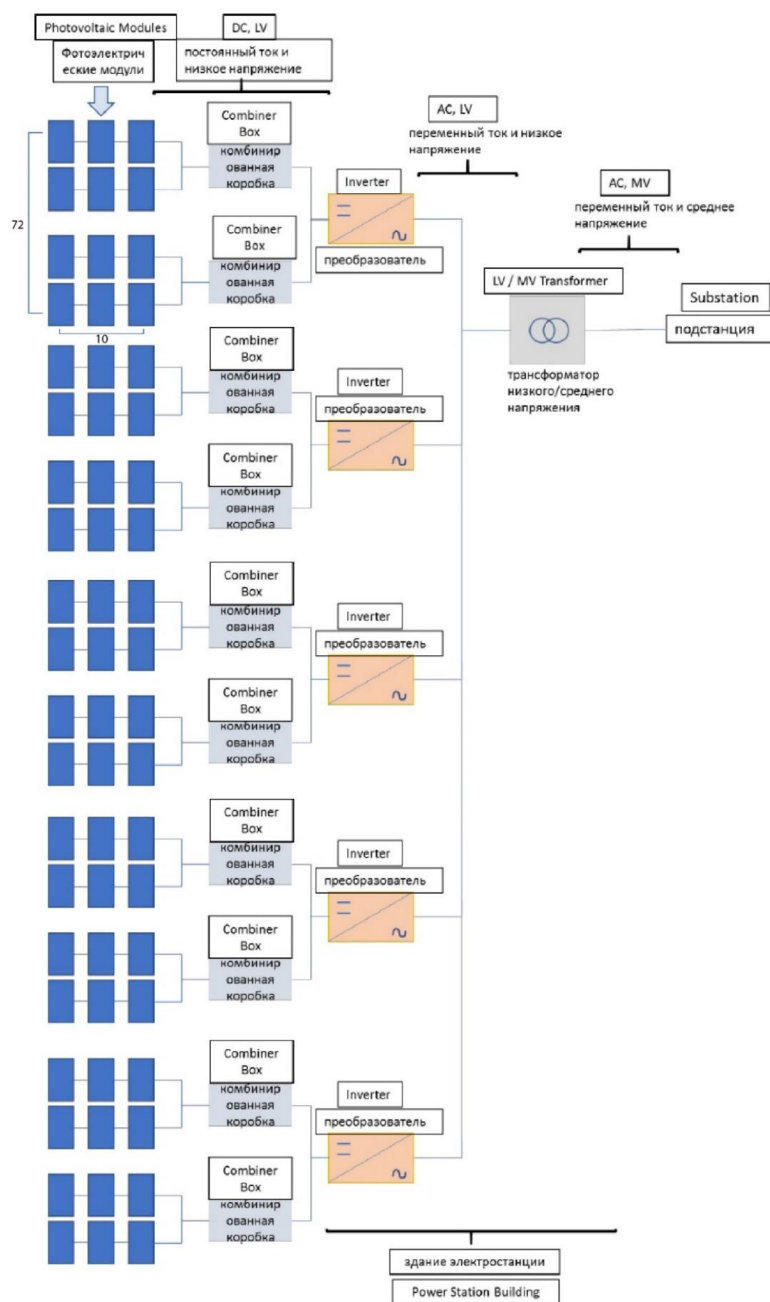 Photovoltaic Modules
DC, LV
Фотоэлектрич
еские модули
постоянный ток и
низкое напряжение
Combiner
Box
комбинир
ованная
коробка
AC, LV
переменный ток и низкое
напряжение
Inverter
AC, MV
переменный ток и среднее
напряжение
72
Combiner
Box
комбинир
ованная
коробка
преобразователь
LV / MV Transformer
Substation
подстанция
10
трансформатор
низкого/среднего
напряжения
Combiner
Box
комбинир
ованная
коробка
Inverter
преобразователь
Combiner
Box
комбинир
ованная
коробка
Combiner
Box
комбинир
ованная
коробка
Inverter
преобразователь
Combiner
Box
комбинир
ованная
коробка
Combiner
Box
комбинир
ованная
коробка
Inverter
преобразователь
Combiner
Box
комбинир
ованная
коробка
Combiner
Box
комбинир
ованная
коробка
Inverter
преобразователь
Combiner
Box
комбинир
ованная
коробка
здание электростанции
Power Station Building